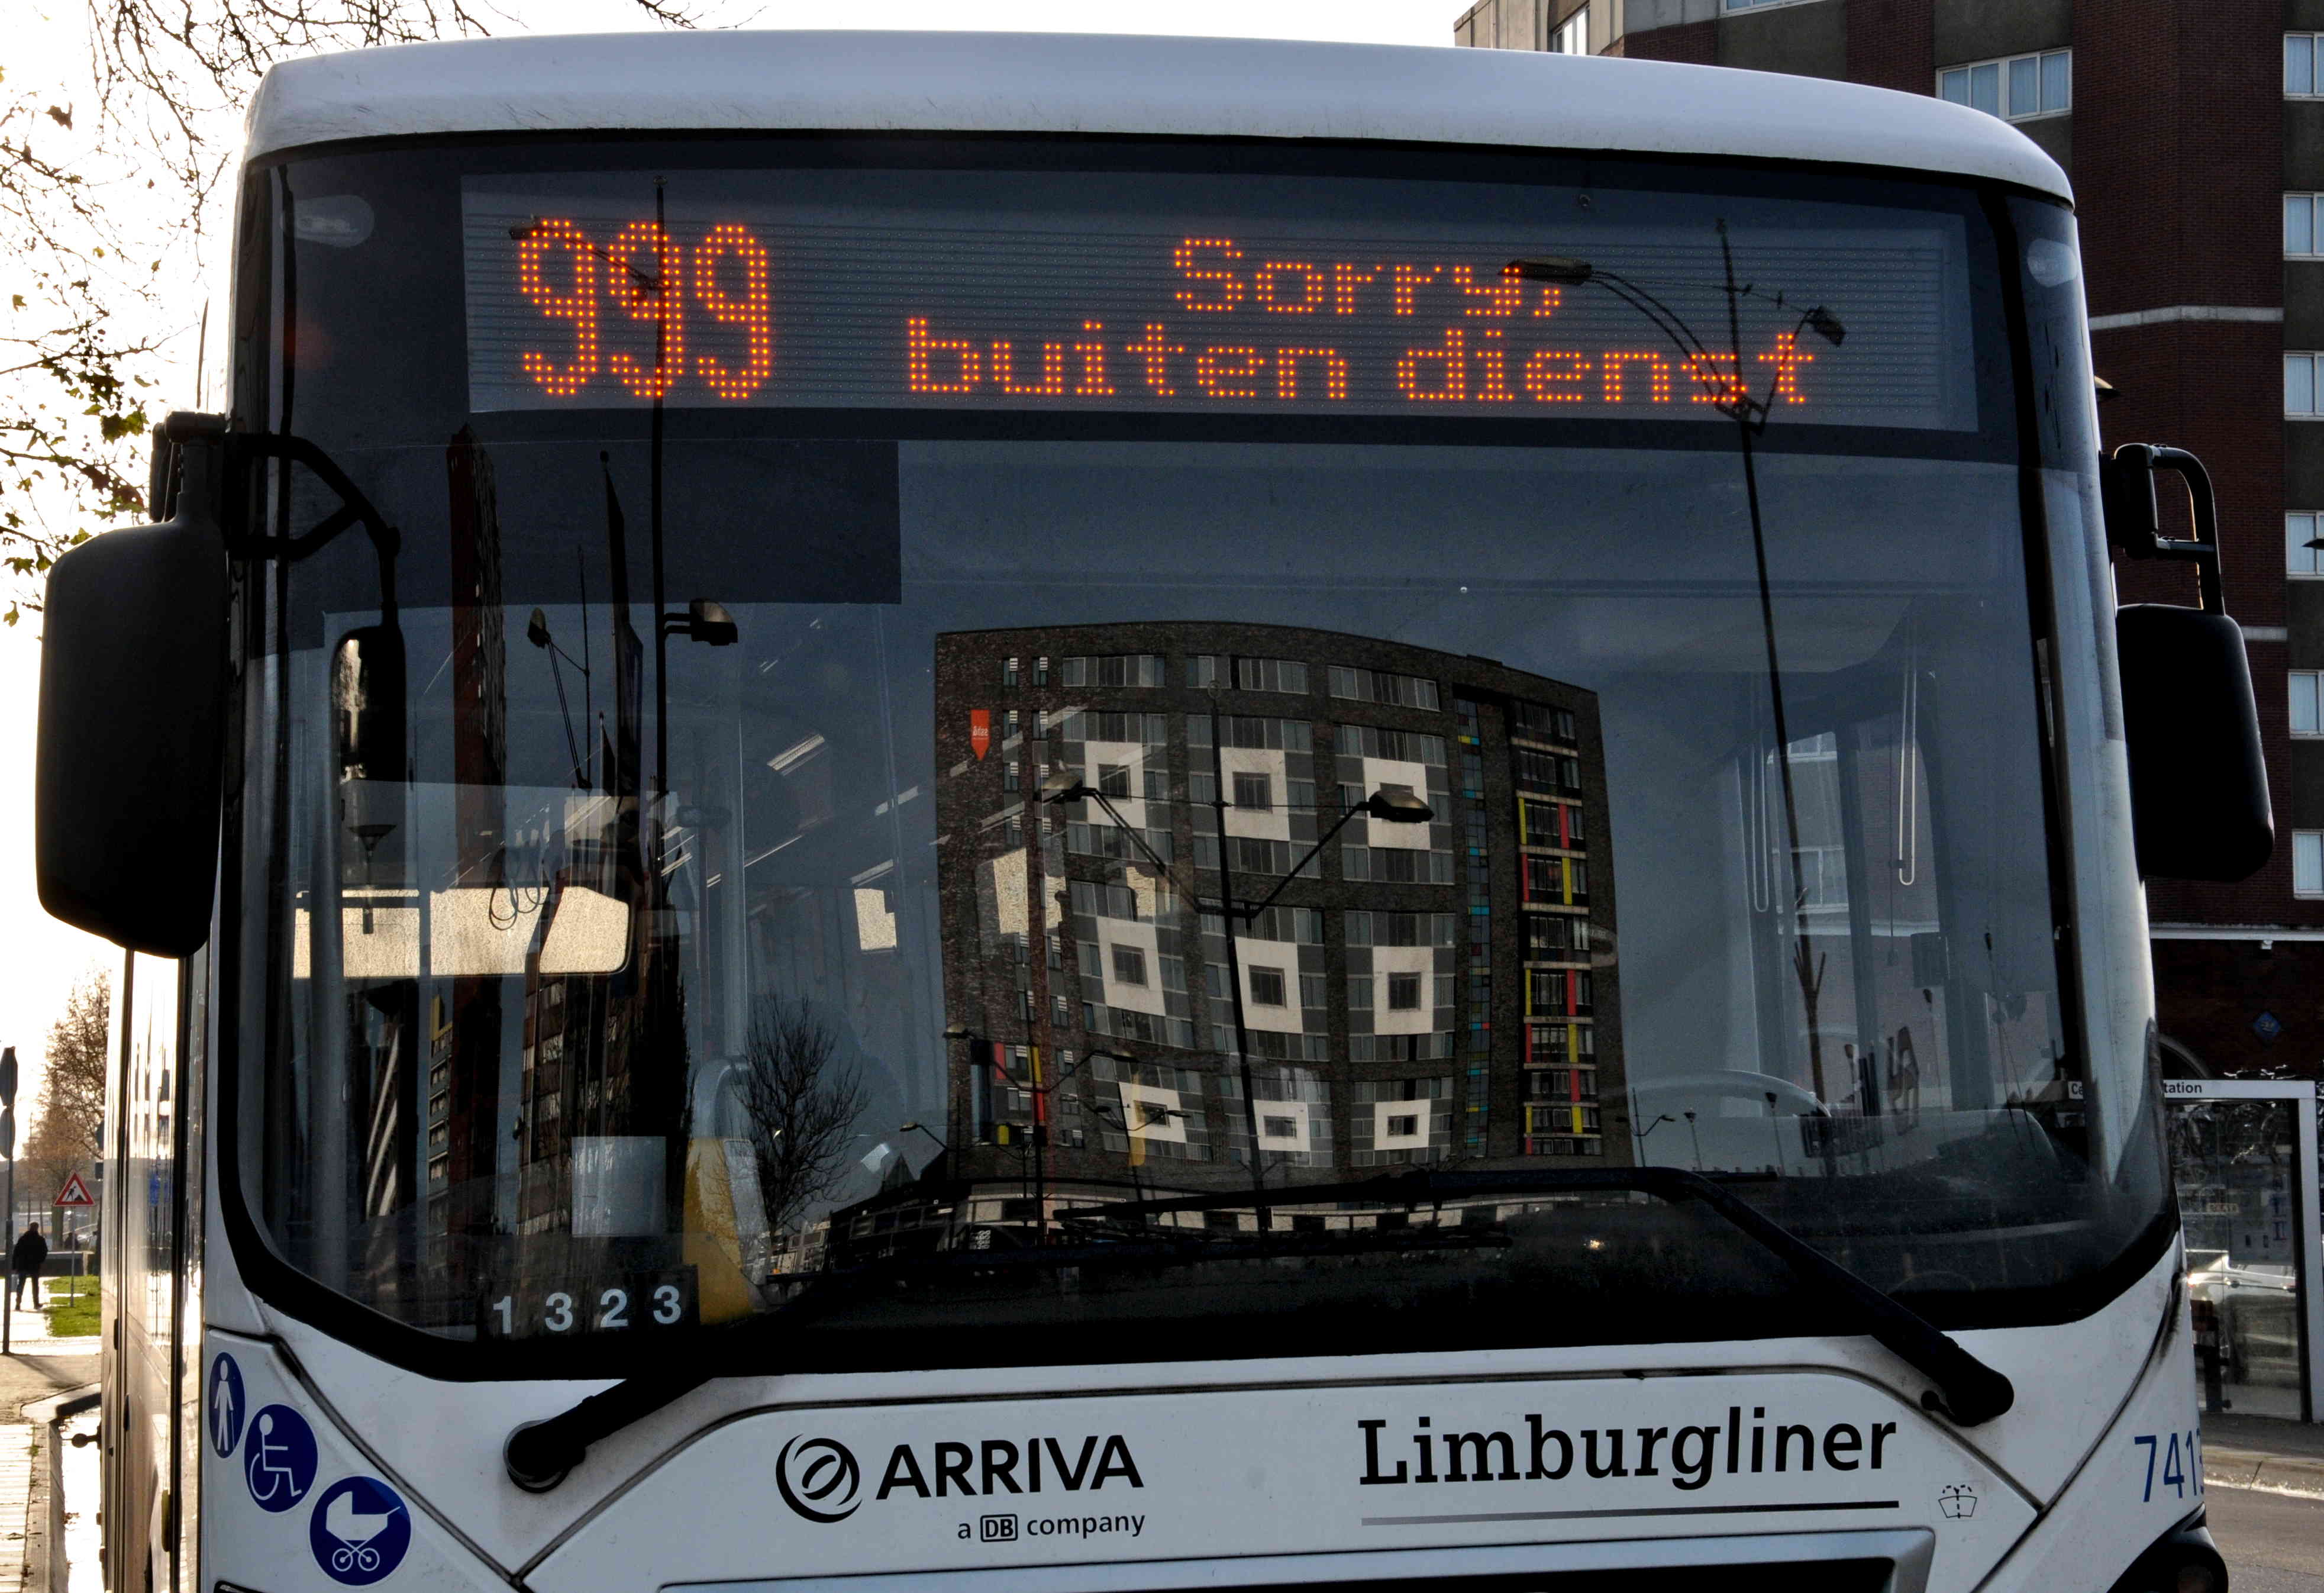 999
Sorry,
buiten dienst
1323
ARRIVA
a DB company
Limburgliner